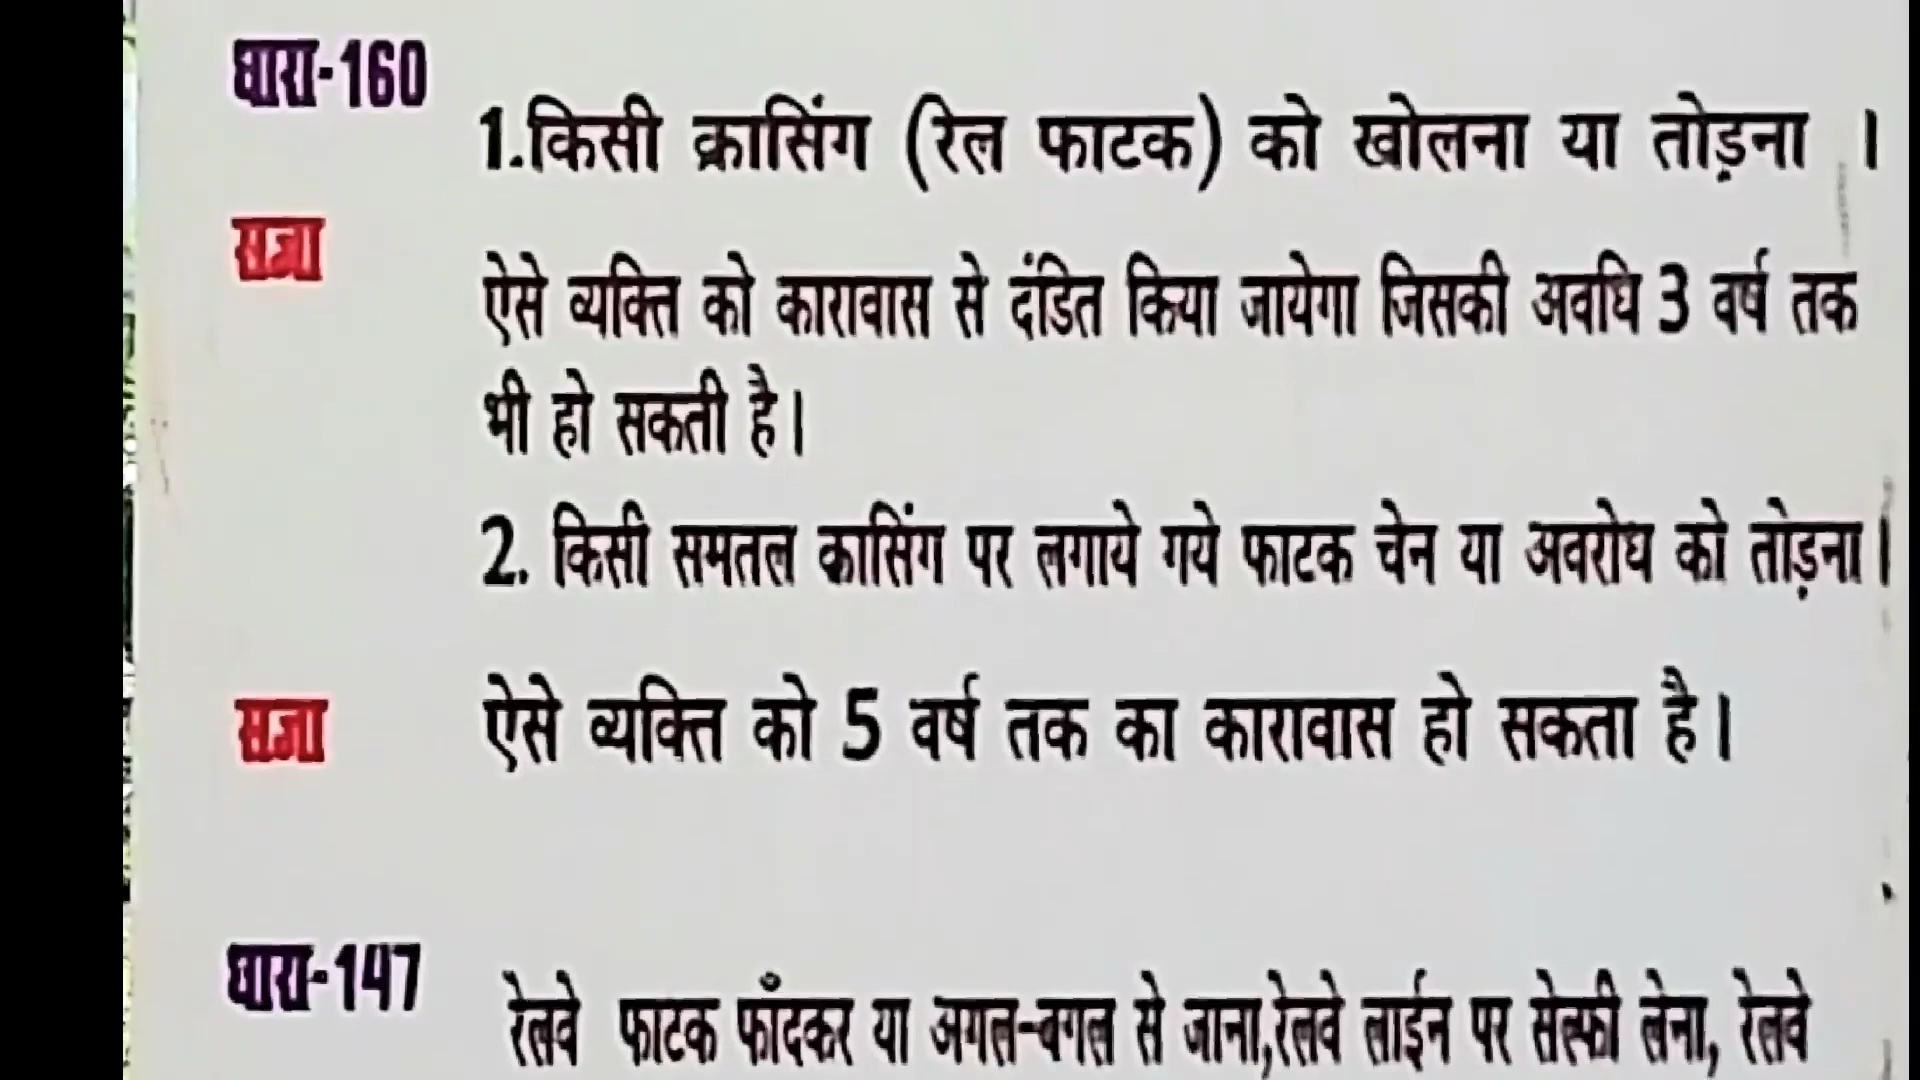 धारा-160
1.किसी क्रासिंग (रेल फाटक) को खोलना या तोड़ना ।
सजा
ऐसे व्यक्ति को कारावास से दंडित किया जायेगा जिसकी अवधि 3 वर्ष तक
भी हो सकती है।
2. किसी समतल क्रासिंग पर लगाये गये फाटक चेन या अवरोध को तोड़ना।
सजा
ऐसे व्यक्ति को 5 वर्ष तक का कारावास हो सकता है।
धारा-147
रेलवे फाटक फाँदकर या अगल-बगल से जाना,रेलवे लाईन पर सेल्फी लेना, रेलवे